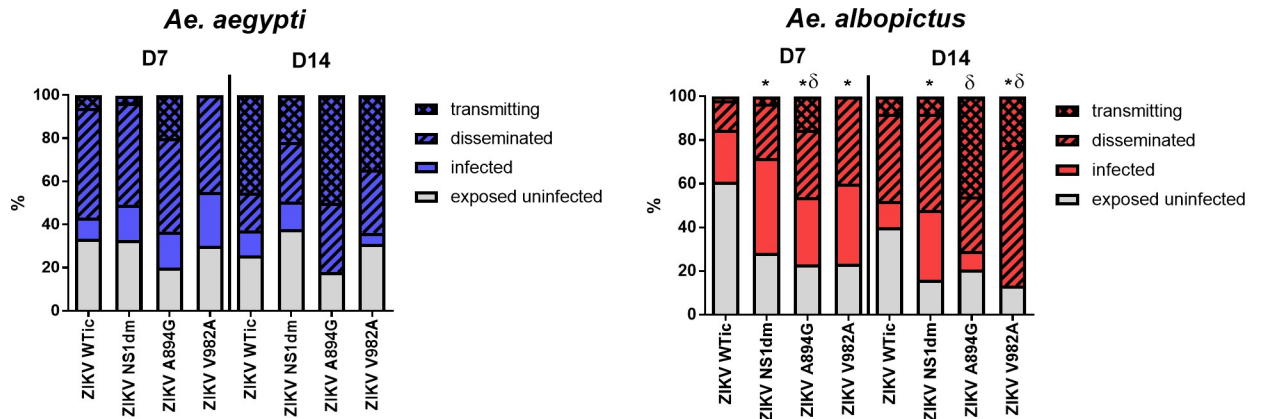 Ae. aegypti
D7
D14
%
100
80
60
40
20
0
ZIKV WTic
ZIKV NS1dm
ZIKV A894G
ZIKV V982A
ZIKV WTic
ZIKV NS1dm
ZIKV A894G
ZIKV V982A
transmitting
disseminated
infected
exposed uninfected
Ae. albopictus
D7
D14
* *δ * * δ *δ
%
100
80
60
40
20
0
ZIKV WTic
ZIKV NS1dm
ZIKV A894G
ZIKV V982A
ZIKV WTic
ZIKV NS1dm
ZIKV A894G
ZIKV V982A
transmitting
disseminated
infected
exposed uninfected